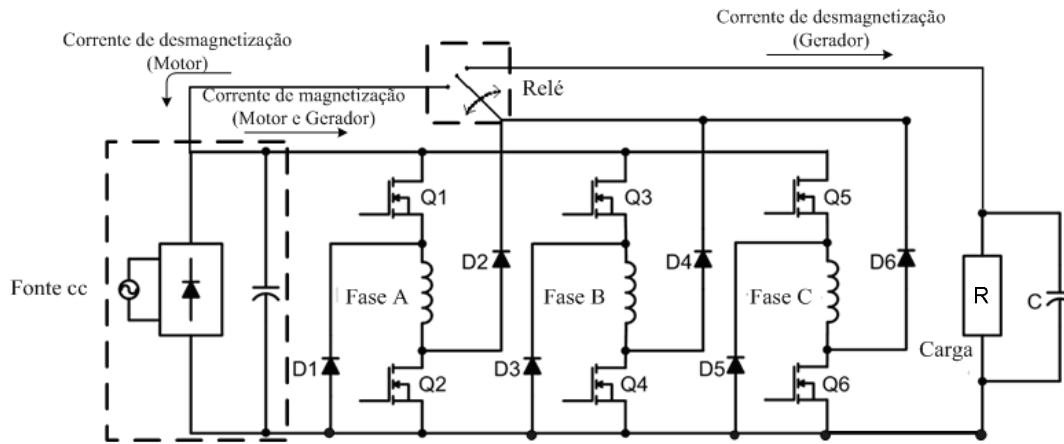 Corrente de desmagnetização
(Motor)
Corrente de desmagnetização
(Gerador)
Relé
Corrente de magnetização
(Motor e Gerador)
Q1
Q3
Q5
D2
D4
D6
Fonte cc
Fase A
Fase B
Fase C
R
C
Carga
D1
Q2
D3
Q4
D5
Q6